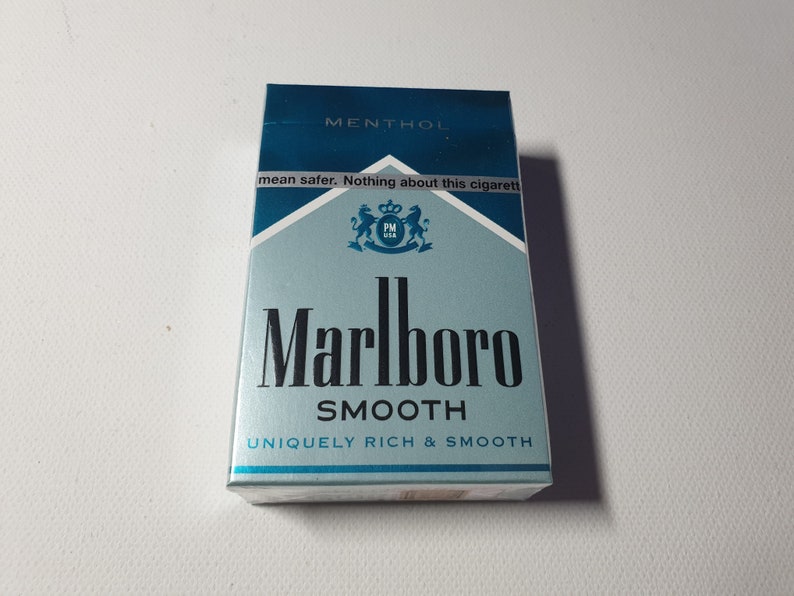 MENTHOL
mean safer. Nothing about this cigarett
PM
USA
Marlboro
SMOOTH
UNIQUELY RICH & SMOOTH